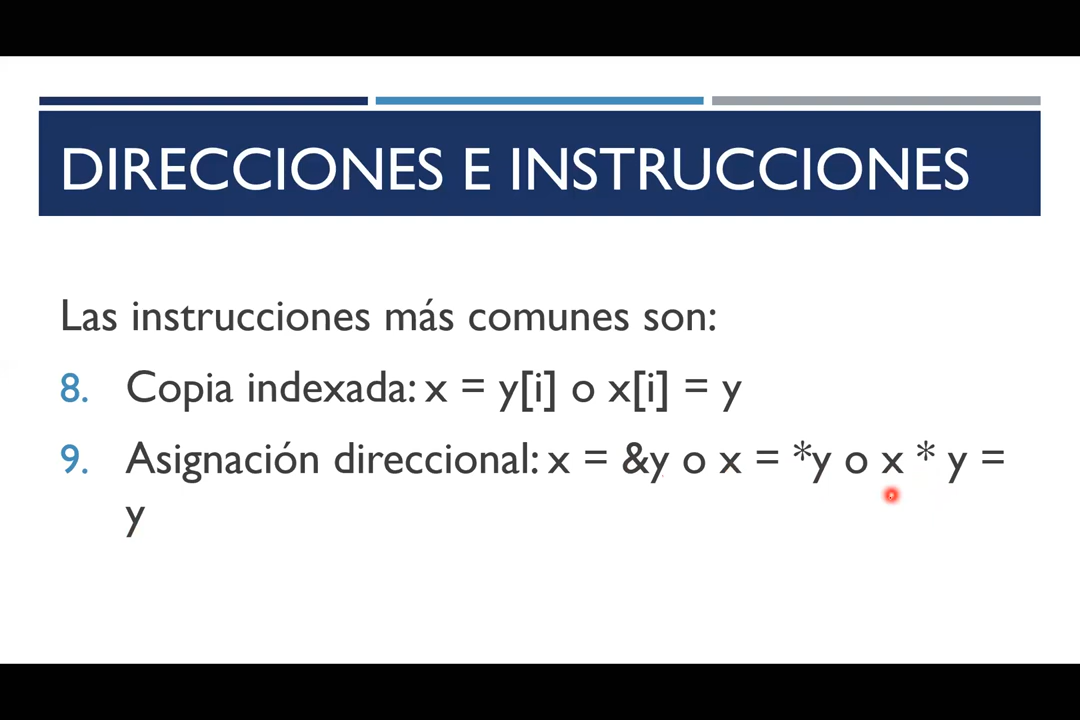 DIRECCIONES E INSTRUCCIONES
Las instrucciones más comunes son:
8. Copia indexada: x = y[i] o x[i] = y
9. Asignación direccional: x = &y o x = *y o x * y =
y